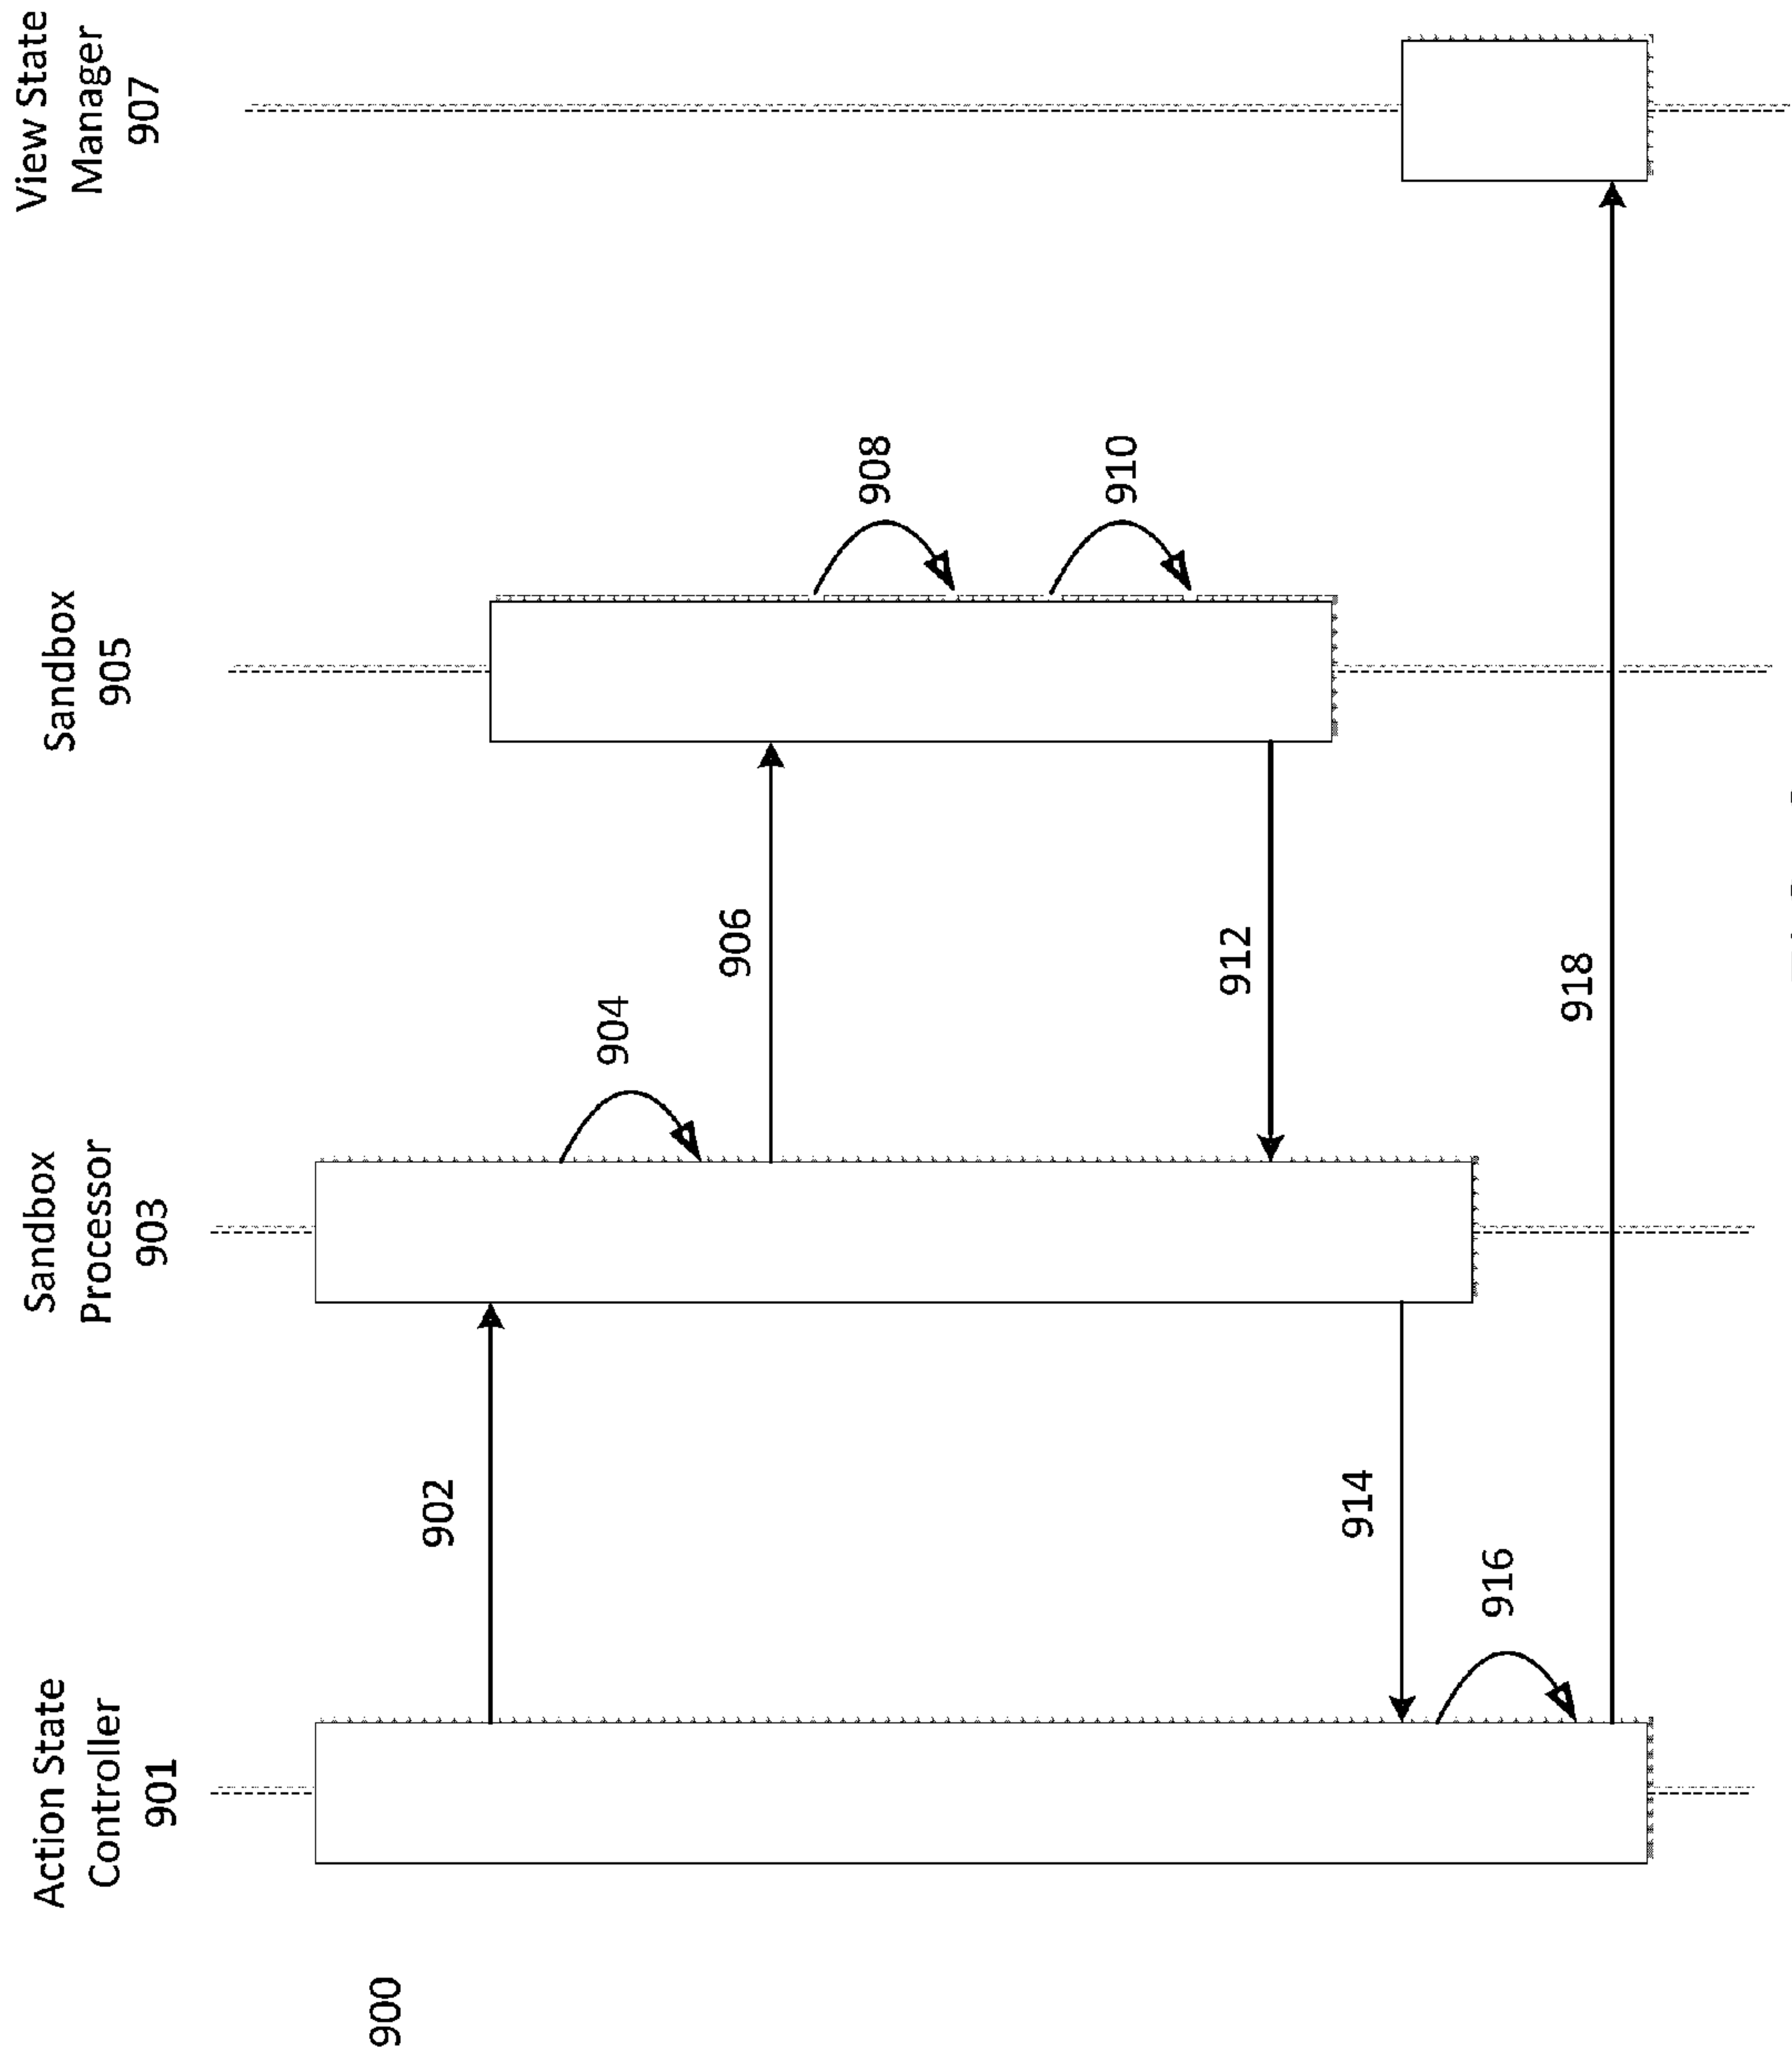 Action State
Controller
901
Sandbox
Processor
903
Sandbox
905
View State
Manager
907
900
902
904
906
908
910
912
914
916
918